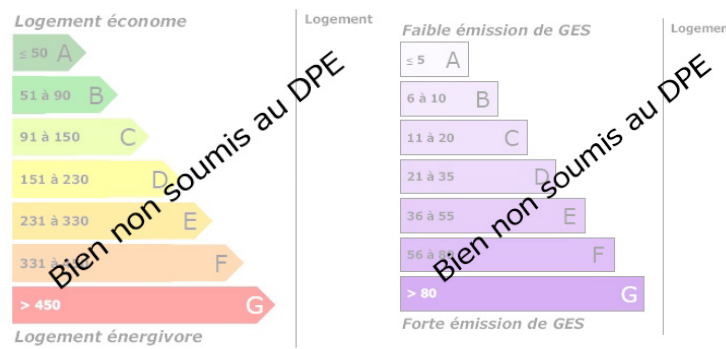 Logement économe
Logement
≤ 50 A
51 à 90 B
91 à 150 C
151 à 230 D
231 à 330 E
331 à F
> 450 G
Logement énergivore
Bien non soumis au DPE
Faible émission de GES
Logemen
≤ 5 A
6 à 10 B
11 à 20 C
21 à 35 D
36 à 55 E
56 à 80 F
> 80 G
Forte émission de GES
Bien non soumis au DPE